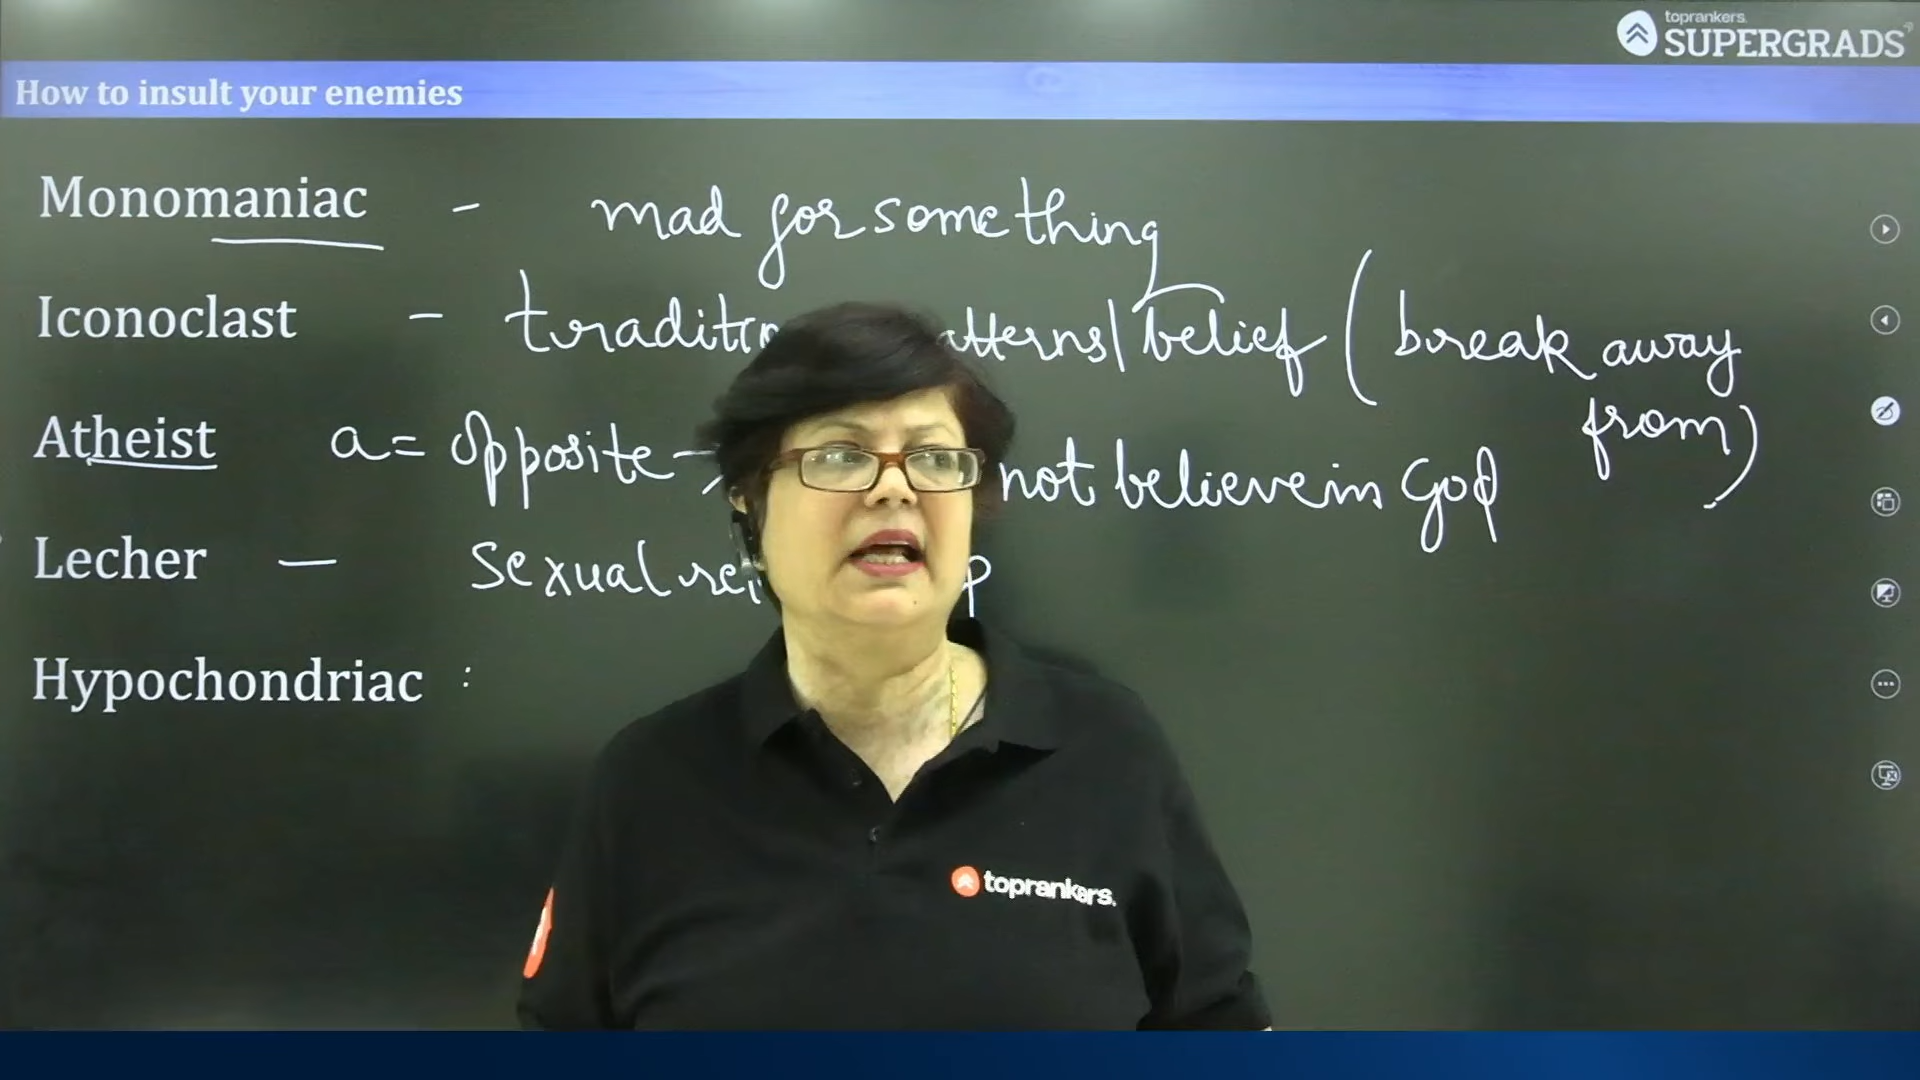 toprankers.
SUPERGRADS
How to insult your enemies
Monomaniac - mad for something
Iconoclast - tterns/belief (break away
from)
Atheist a = opposite → not believe in God
Lecher — sexual
Hypochondriac :
toprankers.